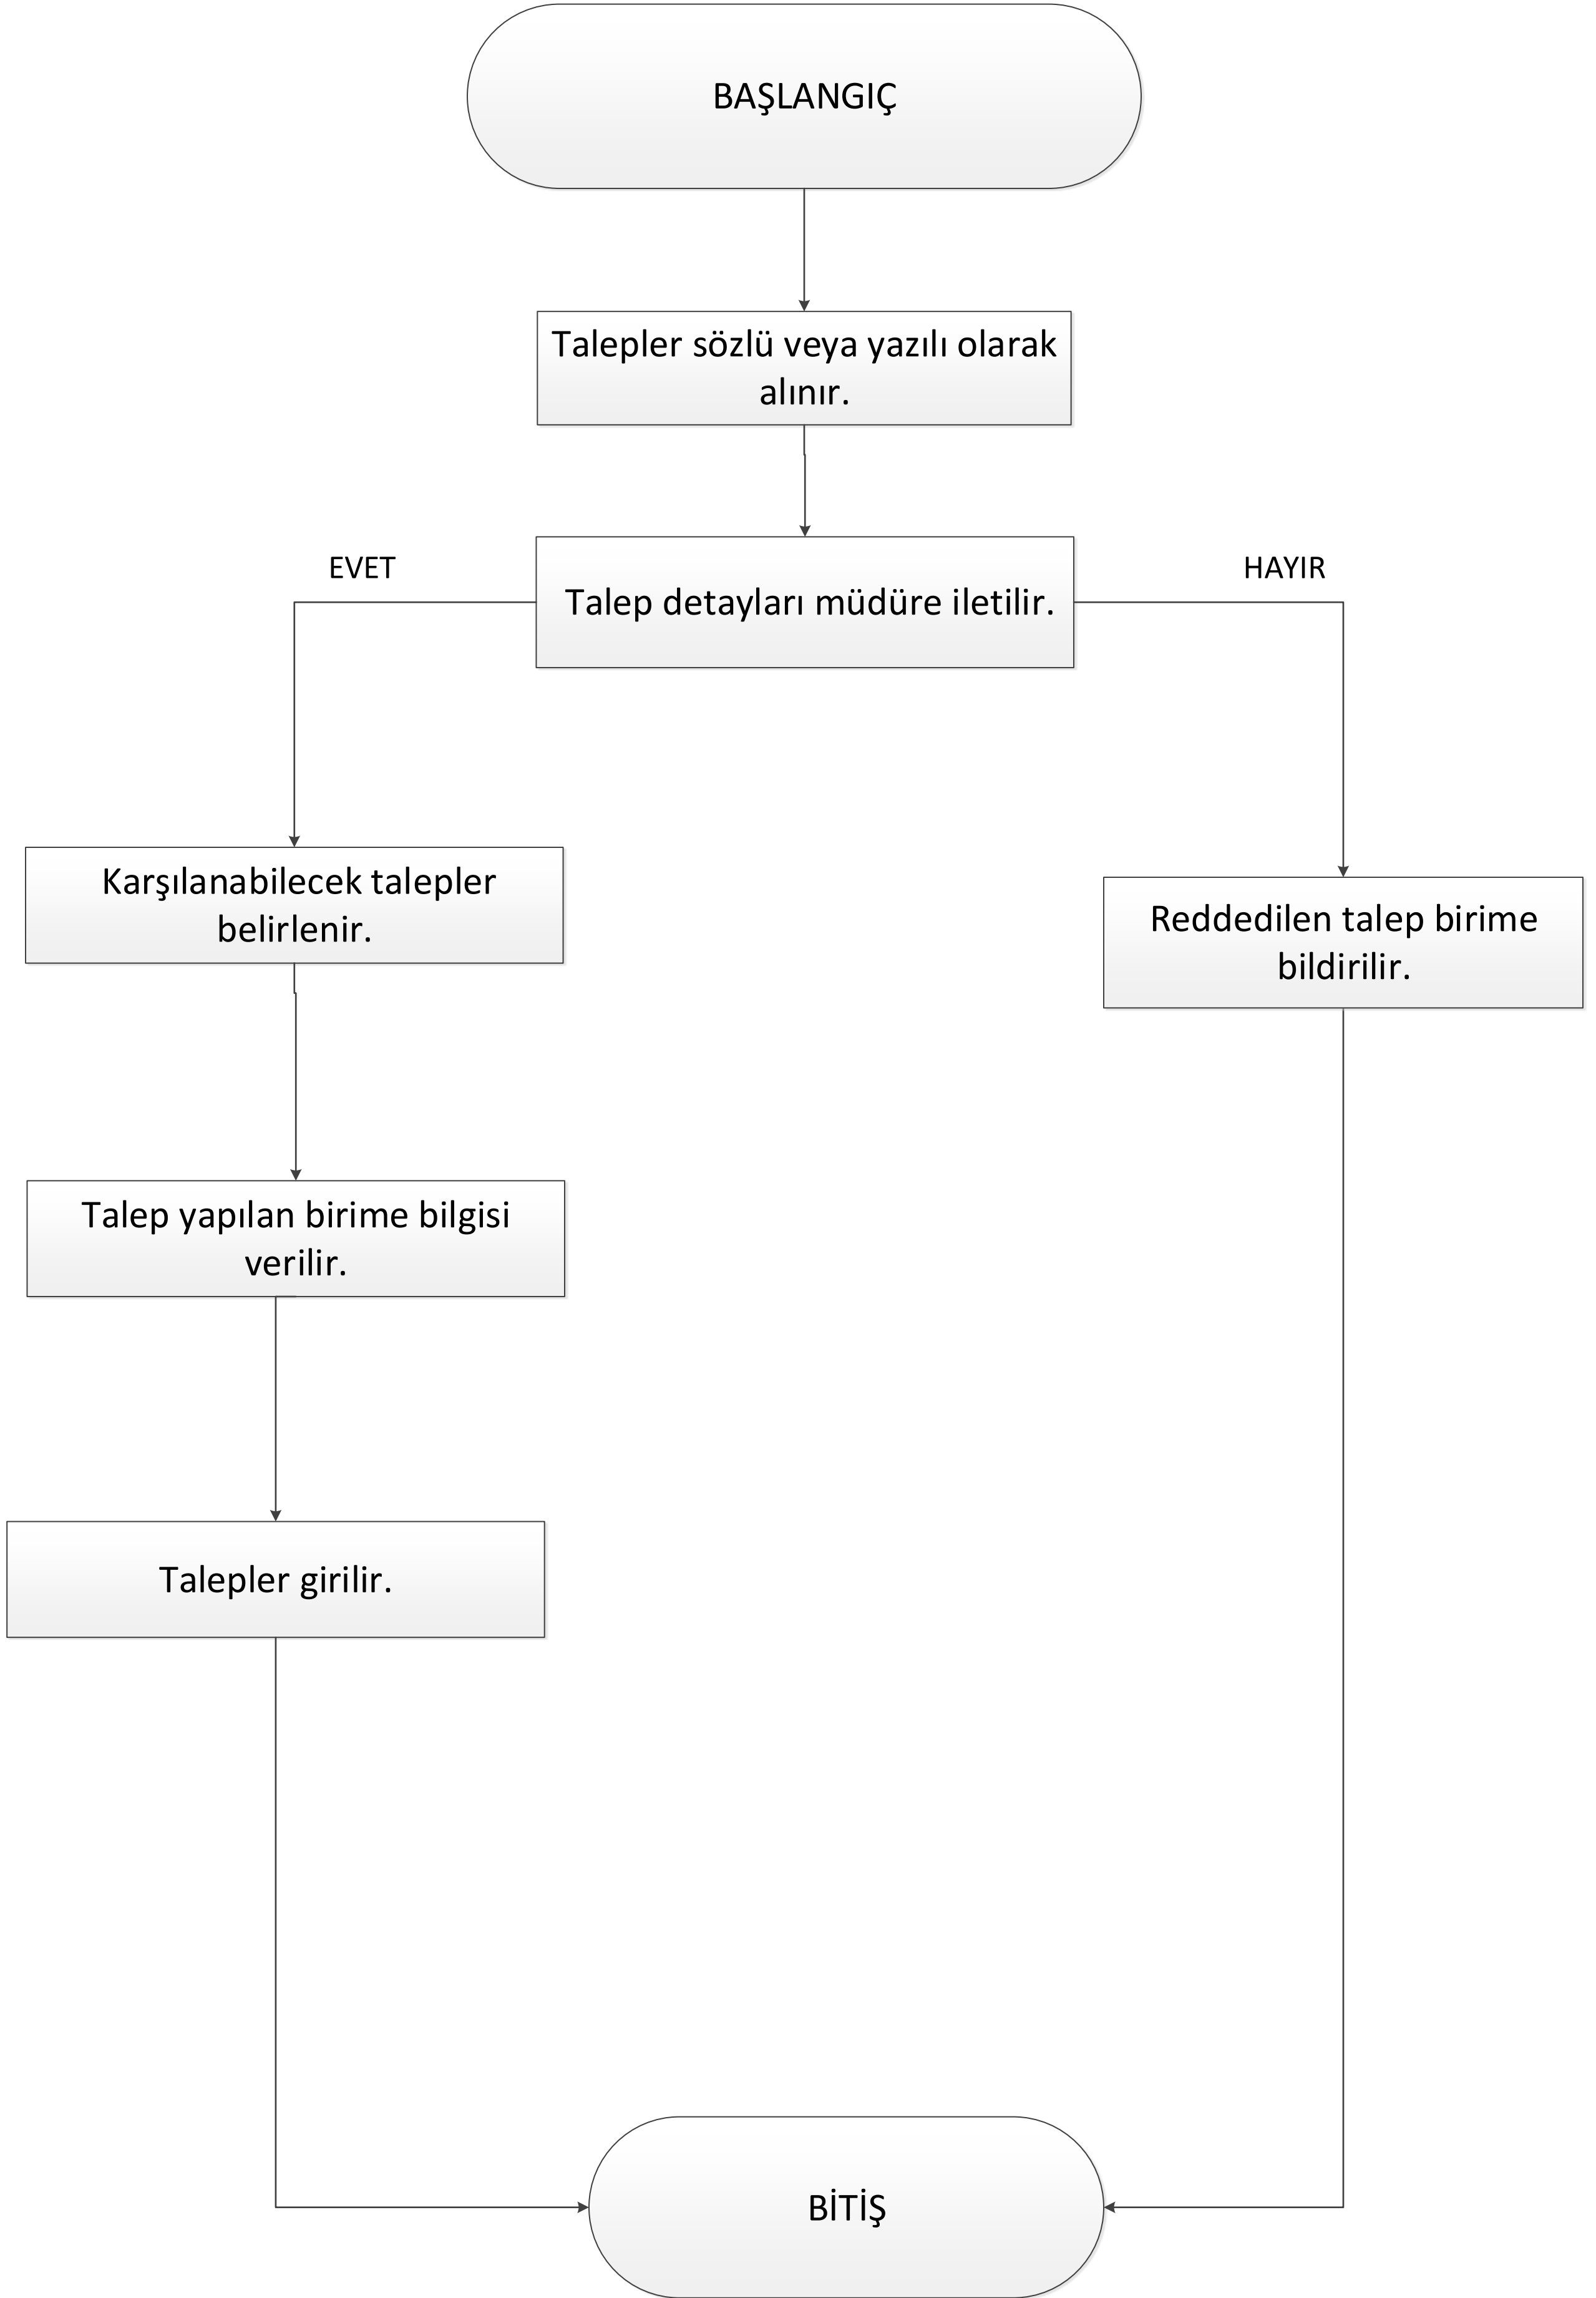 BAŞLANGIÇ
Talepler sözlü veya yazılı olarak
alınır.
EVET
HAYIR
Talep detayları müdüre iletilir.
Karşılanabilecek talepler
belirlenir.
Reddedilen talep birime
bildirilir.
Talep yapılan birime bilgisi
verilir.
Talepler girilir.
BİTİŞ